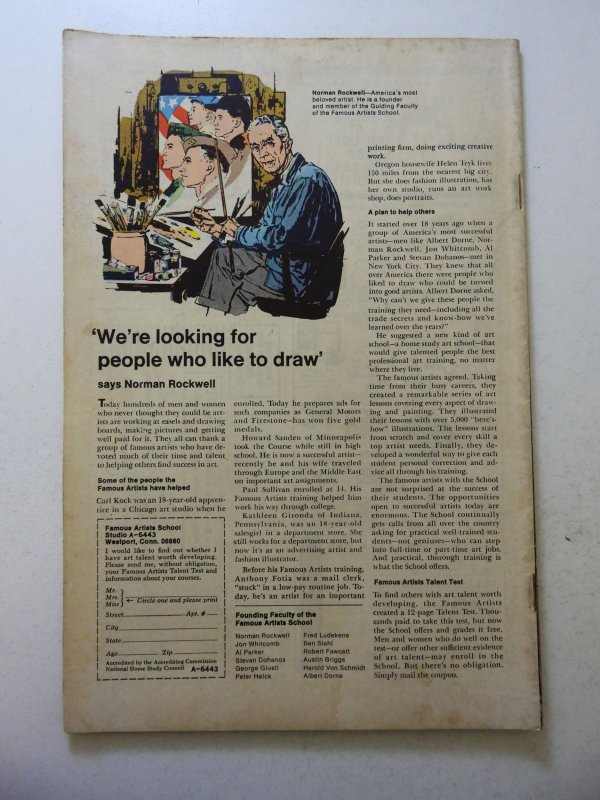 Norman Rockwell—America's most
beloved artist. He is a founder
and member of the Guiding Faculty
of the Famous Artists School.
'We're looking for
people who like to draw'
says Norman Rockwell
Today hundreds of men and women
who never thought they could be art-
ists are working at easels and drawing
boards, making pictures and getting
well paid for it. They all can thank a
group of famous artists who have de-
voted much of their time and talent
to helping others find success in art.
Some of the people the
Famous Artists have helped
Carl Kock was an 18-year-old appren-
tice in a Chicago art studio when he
Famous Artists School
Studio A-6443
Westport, Conn. 06880
I would like to find out whether I
have art talent worth developing.
Please send me, without obligation,
your Famous Artists Talent Test and
information about your courses.
Mr.
Mrs. ← Circle one and please print
Miss
Street Apt. #
City
State
Age Zip
Accredited by the Accrediting Commission
National Home Study Council A-6443
enrolled. Today he prepares ads for
such companies as General Motors
and Firestone—has won five gold
medals.
Howard Sanden of Minneapolis
took the Course while still in high
school. He is now a successful artist—
recently he and his wife traveled
through Europe and the Middle East
on important art assignments.
Paul Sullivan enrolled at 14. His
Famous Artists training helped him
work his way through college.
Kathleen Gironda of Indiana,
Pennsylvania, was an 18-year-old
salesgirl in a department store. She
still works for a department store, but
now it's as an advertising artist and
fashion illustrator.
Before his Famous Artists training,
Anthony Fotia was a mail clerk,
"stuck" in a low-pay routine job. To-
day, he's an artist for an important
Founding Faculty of the
Famous Artists School
Norman Rockwell
Jon Whitcomb
Al Parker
Stevan Dohanos
George Giusti
Peter Helck
Fred Ludekens
Ben Stahl
Robert Fawcett
Austin Briggs
Harold Von Schmidt
Albert Dorne
printing firm, doing exciting creative
work.
Oregon housewife Helen Tryk lives
150 miles from the nearest big city.
But she does fashion illustration, has
her own studio, runs an art work
shop, does portraits.
A plan to help others
It started over 18 years ago when a
group of America's most successful
artists—men like Albert Dorne, Nor-
man Rockwell, Jon Whitcomb, Al
Parker and Stevan Dohanos—met in
New York City. They knew that all
over America there were people who
liked to draw who could be turned
into good artists. Albert Dorne asked,
"Why can't we give these people the
training they need—including all the
trade secrets and know-how we've
learned over the years?"
He suggested a new kind of art
school—a home study art school—that
would give talented people the best
professional art training, no matter
where they live.
The famous artists agreed. Taking
time from their busy careers, they
created a remarkable series of art
lessons covering every aspect of draw-
ing and painting. They illustrated
their lessons with over 5,000 "here's-
how" illustrations. The lessons start
from scratch and cover every skill a
top artist needs. Finally, they de-
veloped a wonderful way to give each
student personal correction and ad-
vice all through his training.
The famous artists with the School
are not surprised at the success of
their students. The opportunities
open to successful artists today are
enormous. The School continually
gets calls from all over the country
asking for practical well-trained stu-
dents—not geniuses—who can step
into full-time or part-time art jobs.
And practical, thorough training is
what the School offers.
Famous Artists Talent Test
To find others with art talent worth
developing, the Famous Artists
created a 12-page Talent Test. Thou-
sands paid to take this test, but now
the School offers and grades it free.
Men and women who do well on the
test—or offer other sufficient evidence
of art talent—may enroll in the
School. But there's no obligation.
Simply mail the coupon.